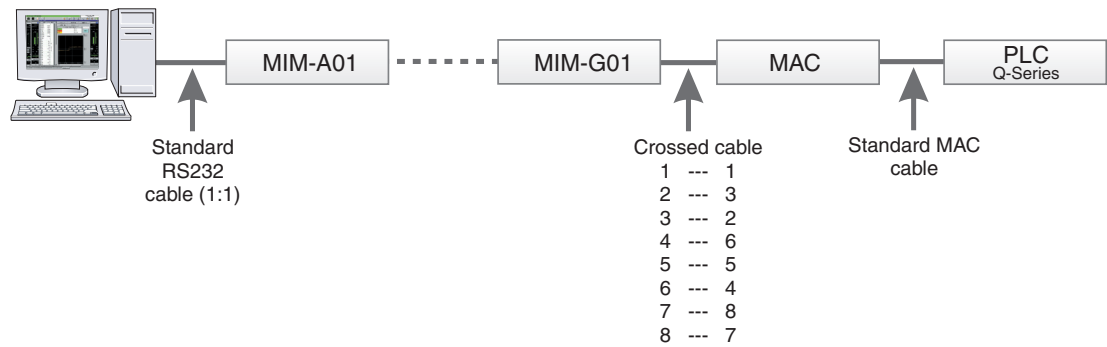 MIM-A01
MIM-G01
MAC
PLC
Q-Series
Standard
RS232
cable (1:1)
Crossed cable
1 --- 1
2 --- 3
3 --- 2
4 --- 6
5 --- 5
6 --- 4
7 --- 8
8 --- 7
Standard MAC
cable